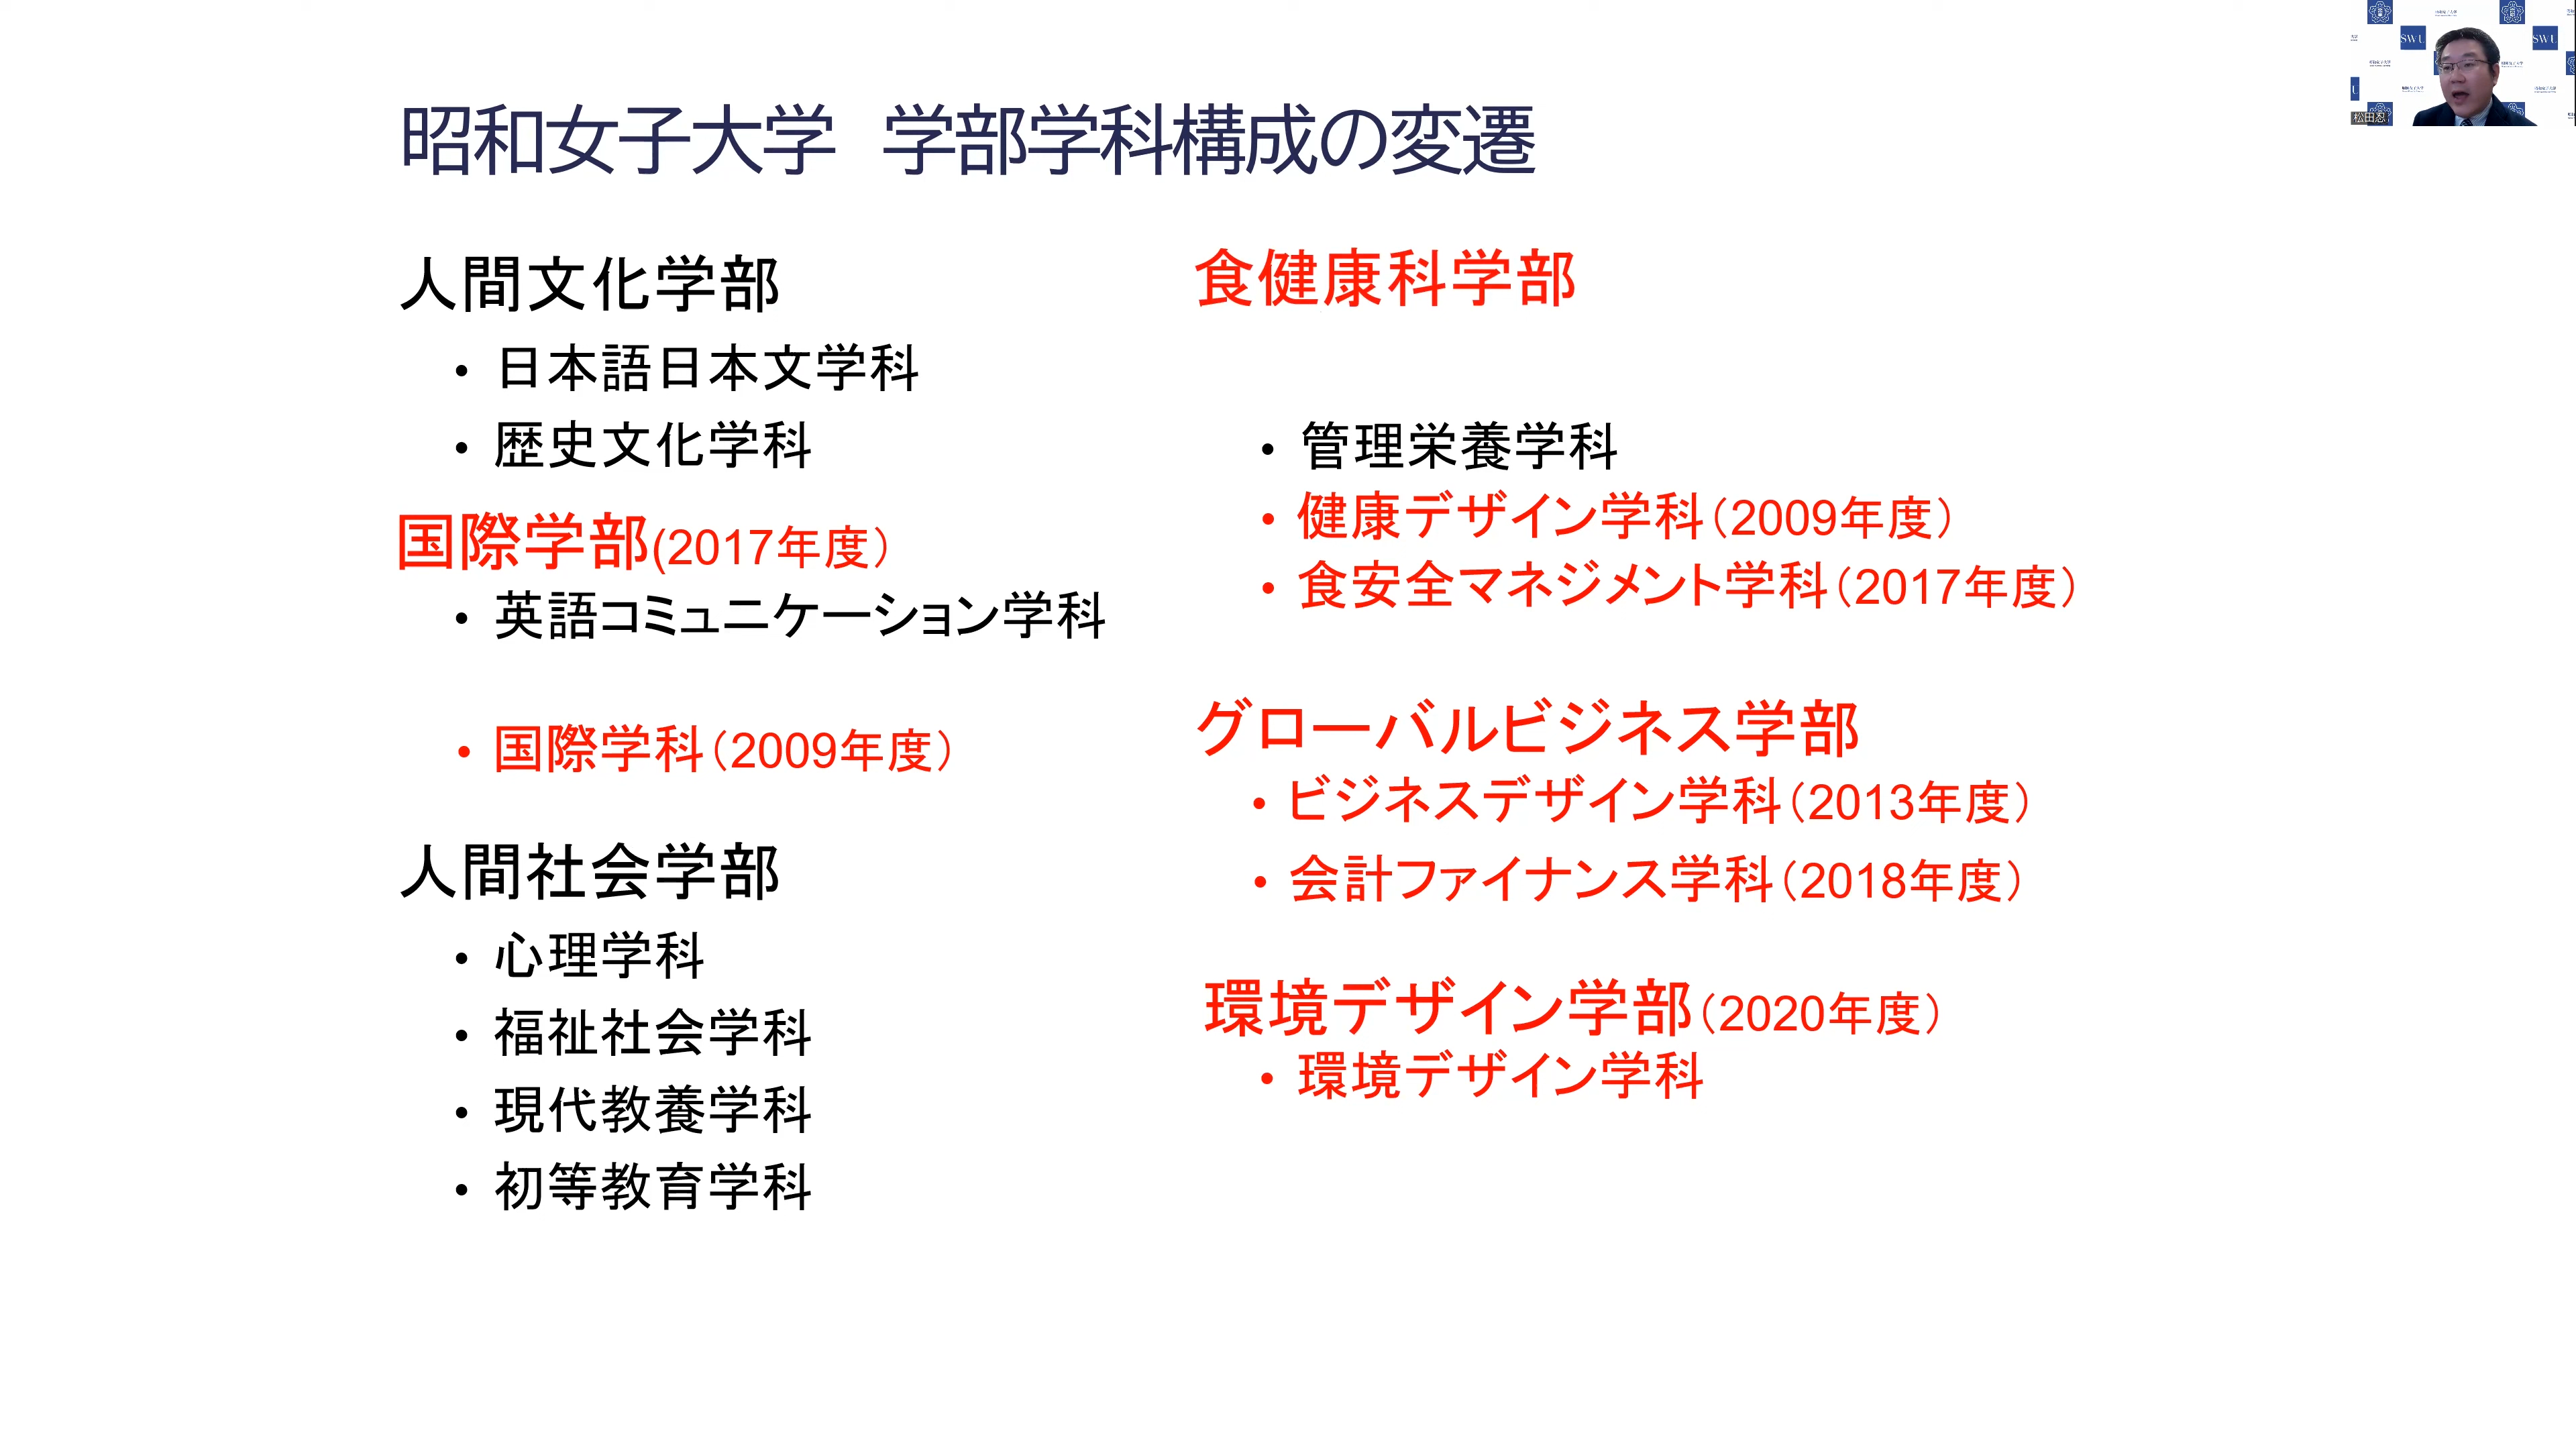 昭和女子大学　学部学科構成の変遷
人間文化学部
• 日本語日本文学科
• 歴史文化学科
国際学部(2017年度）
• 英語コミュニケーション学科
• 国際学科（2009年度）
人間社会学部
• 心理学科
• 福祉社会学科
• 現代教養学科
• 初等教育学科
食健康科学部
• 管理栄養学科
• 健康デザイン学科（2009年度）
• 食安全マネジメント学科（2017年度）
グローバルビジネス学部
• ビジネスデザイン学科（2013年度）
• 会計ファイナンス学科（2018年度）
環境デザイン学部（2020年度）
• 環境デザイン学科
SWU
SWU
松田忍